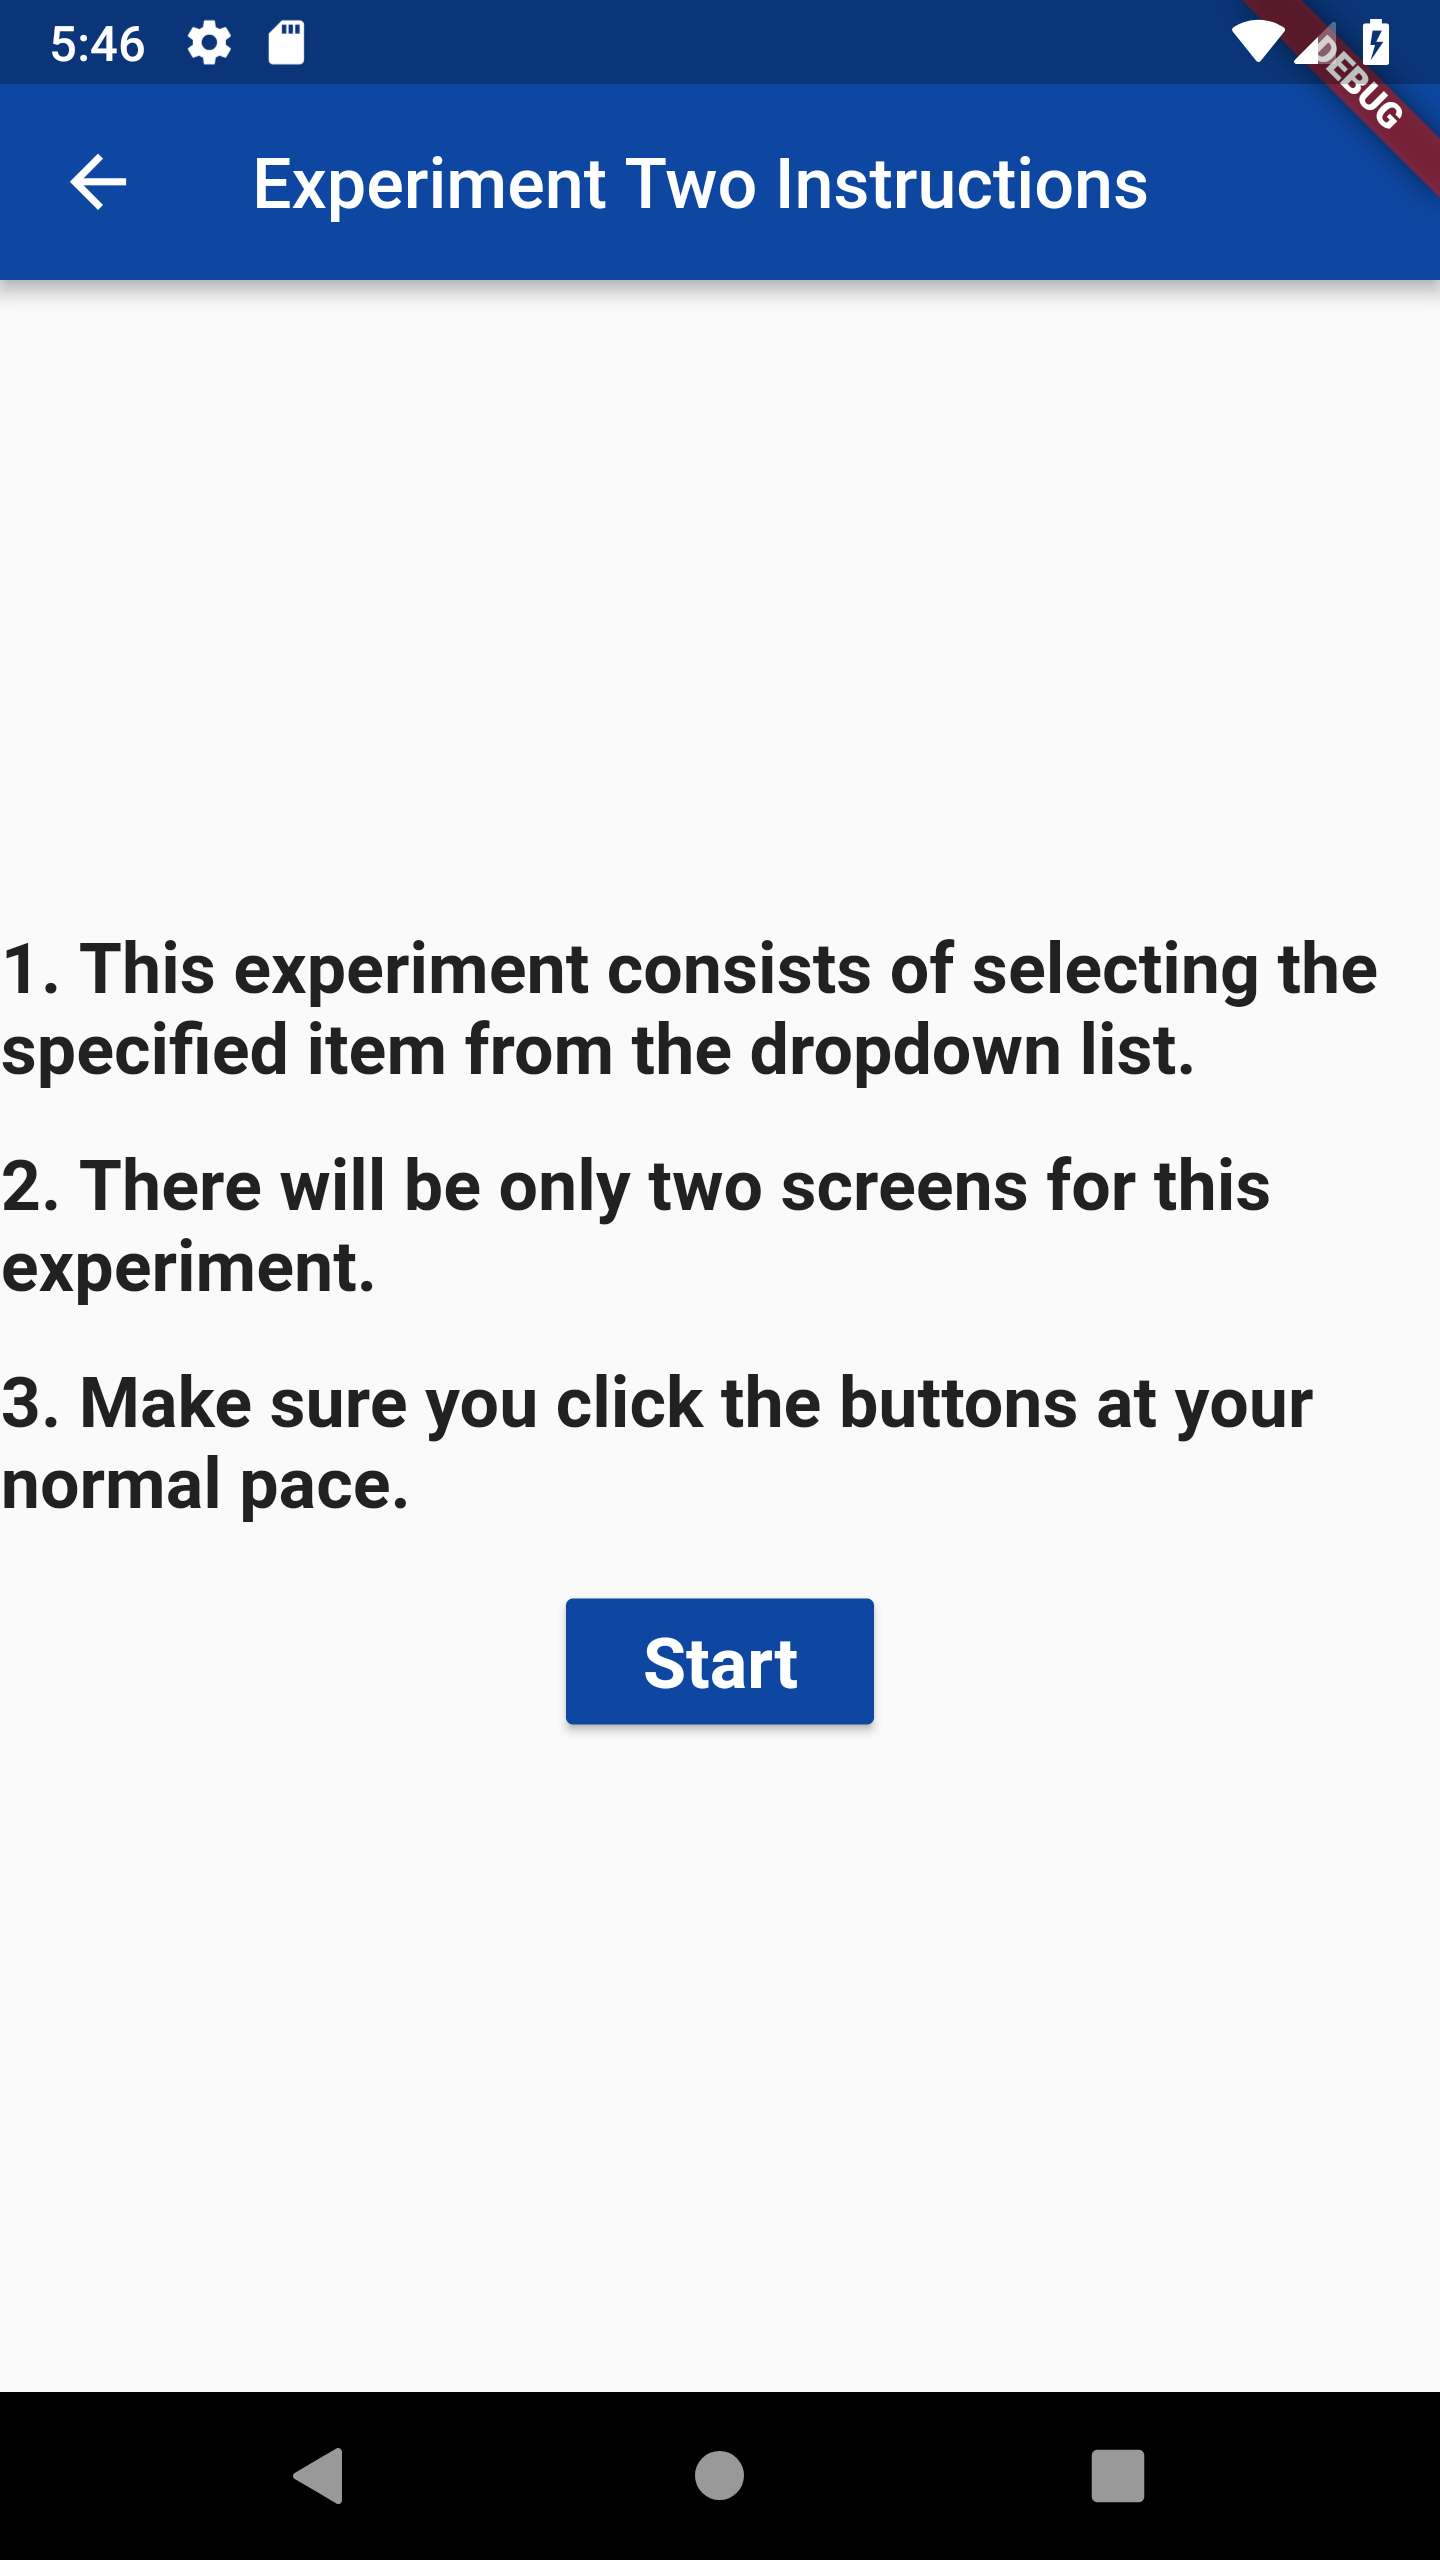 5:46
DEBUG
Experiment Two Instructions
1. This experiment consists of selecting the
specified item from the dropdown list.
2. There will be only two screens for this
experiment.
3. Make sure you click the buttons at your
normal pace.
Start